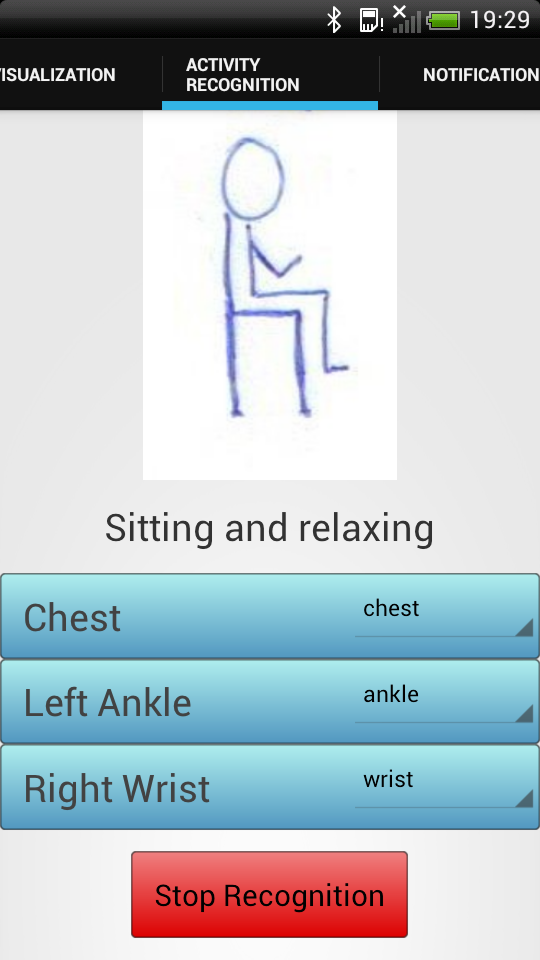 19:29
ISUALIZATION
ACTIVITY
RECOGNITION
NOTIFICATION
Sitting and relaxing
Chest chest
Left Ankle ankle
Right Wrist wrist
Stop Recognition